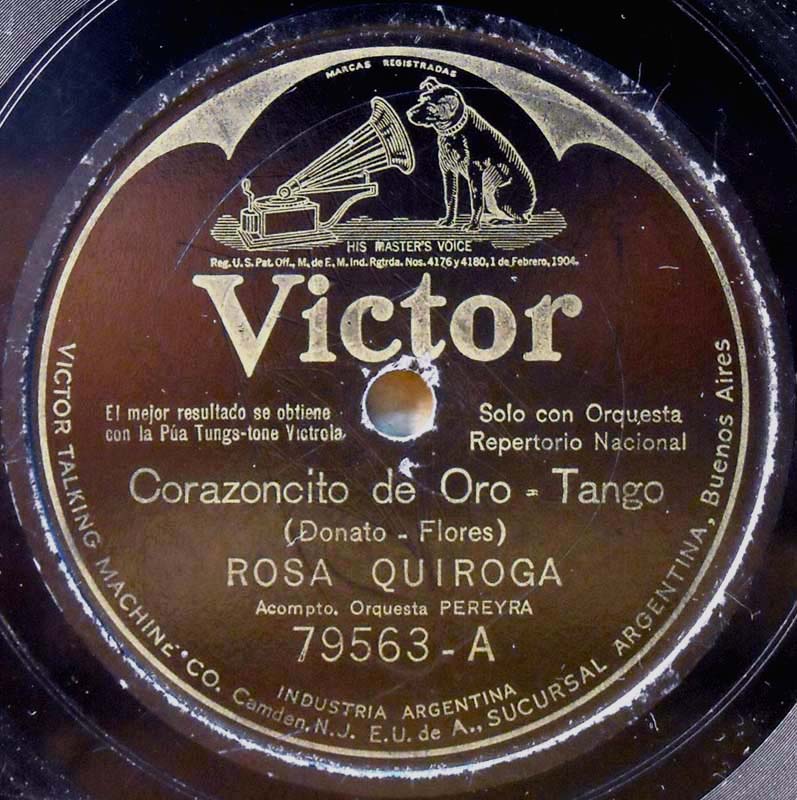 MARCAS REGISTRADAS
HIS MASTER'S VOICE
Reg. U.S. Pat. Off., M. de F., M. Ind. Rgtrda. Nos. 4176 y 4180, 1 de Febrero, 1904.
Victor
El mejor resultado se obtiene
con la Púa Tungs-tone Victrola
Solo con Orquesta
Repertorio Nacional
Corazoncito de Oro = Tango
(Donato - Flores)
ROSA QUIROGA
Acompto. Orquesta PEREYRA
79563-A
INDUSTRIA ARGENTINA
VICTOR TALKING MACHINE CO. Camden, N.J. E.U. de A., SUCURSAL ARGENTINA, Buenos Aires